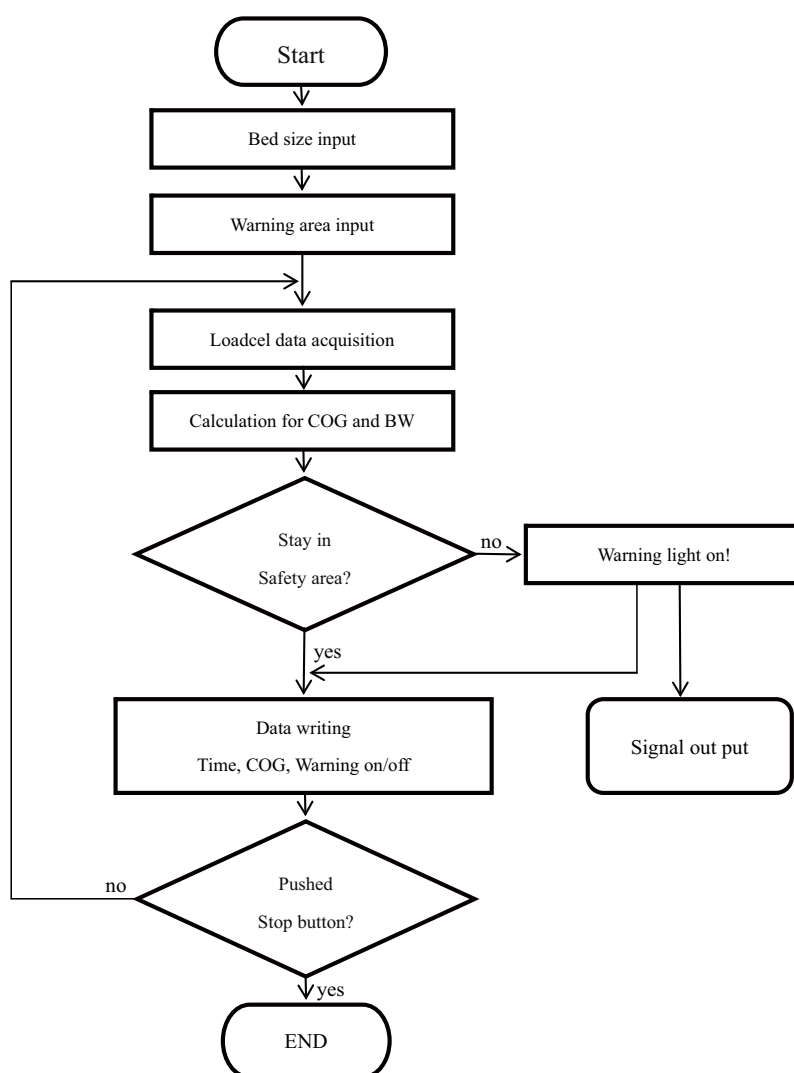 Start
Bed size input
Warning area input
Loadcel data acquisition
Calculation for COG and BW
Stay in
Safety area?
no
Warning light on!
yes
Data writing
Time, COG, Warning on/off
Signal out put
Pushed
Stop button?
no
yes
END